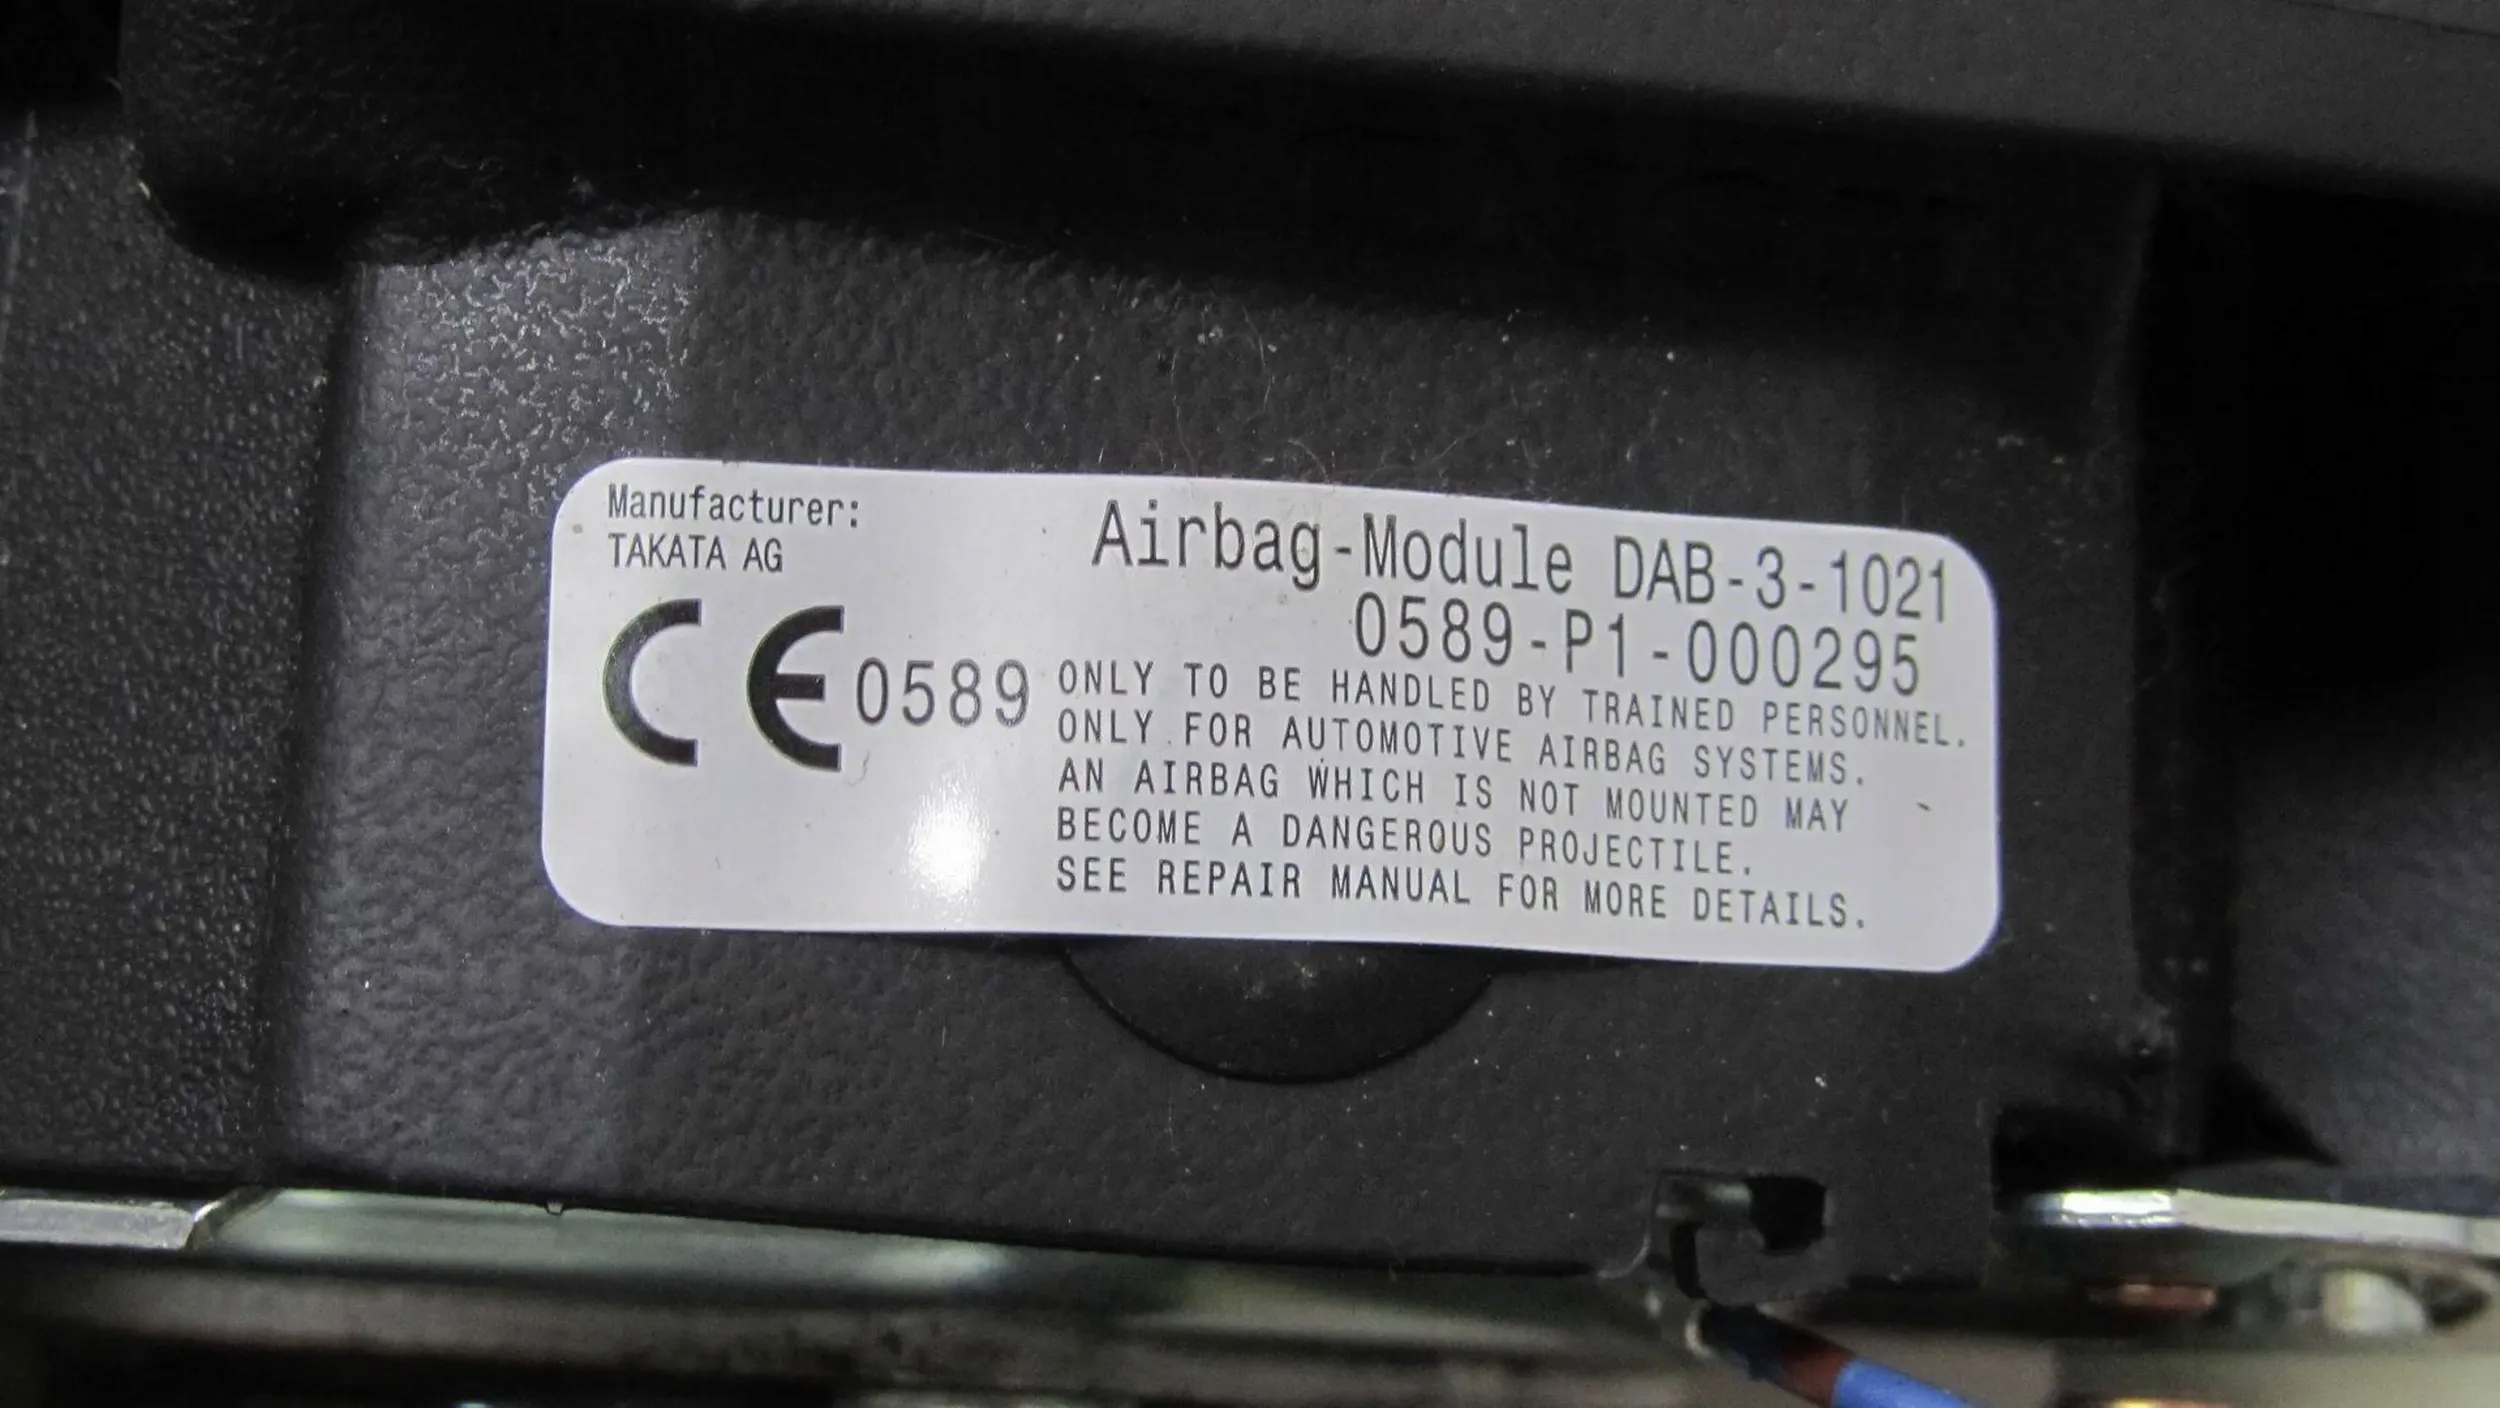 Manufacturer:
TAKATA AG
CE 0589
Airbag-Module DAB-3-1021
0589-P1-000295
ONLY TO BE HANDLED BY TRAINED PERSONNEL.
ONLY FOR AUTOMOTIVE AIRBAG SYSTEMS.
AN AIRBAG WHICH IS NOT MOUNTED MAY
BECOME A DANGEROUS PROJECTILE.
SEE REPAIR MANUAL FOR MORE DETAILS.